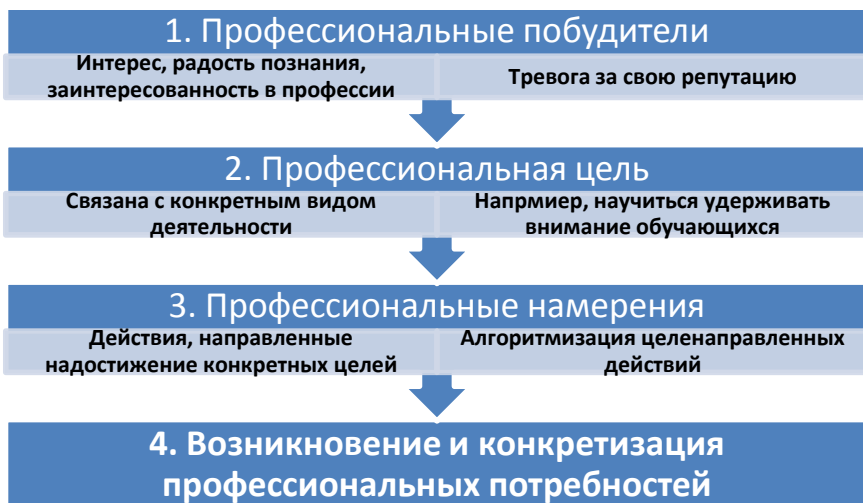 1. Профессиональные побудители
Интерес, радость познания,
заинтересованность в профессии
Тревога за свою репутацию
2. Профессиональная цель
Связана с конкретным видом
деятельности
Напрмиер, научиться удерживать
внимание обучающихся
3. Профессиональные намерения
Действия, направленные
надостижение конкретных целей
Алгоритмизация целенаправленных
действий
4. Возникновение и конкретизация
профессиональных потребностей